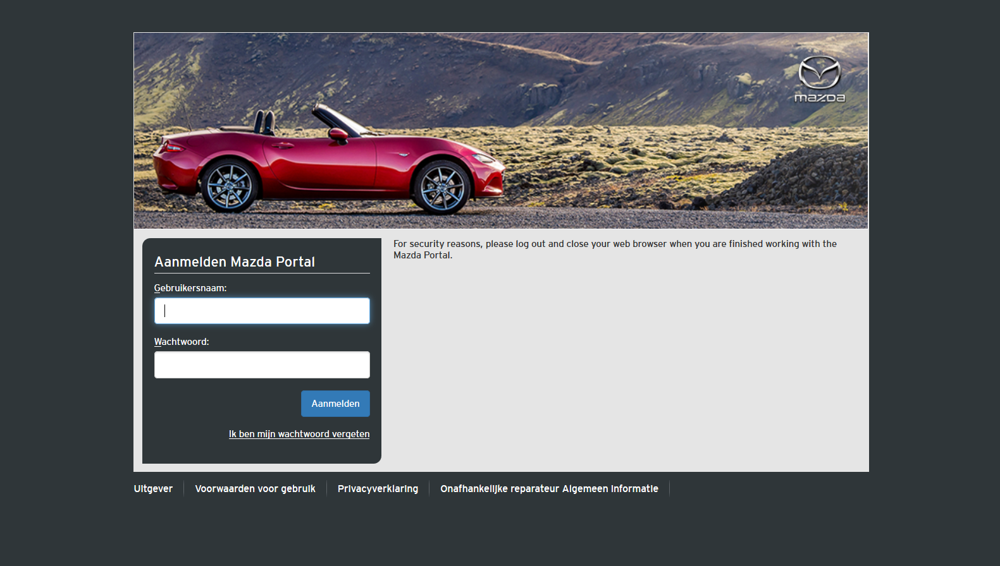 mazda
Aanmelden Mazda Portal
Gebruikersnaam:
Wachtwoord:
Aanmelden
Ik ben mijn wachtwoord vergeten
For security reasons, please log out and close your web browser when you are finished working with the
Mazda Portal.
Uitgever
Voorwaarden voor gebruik
Privacyverklaring
Onafhankelijke reparateur Algemeen informatie